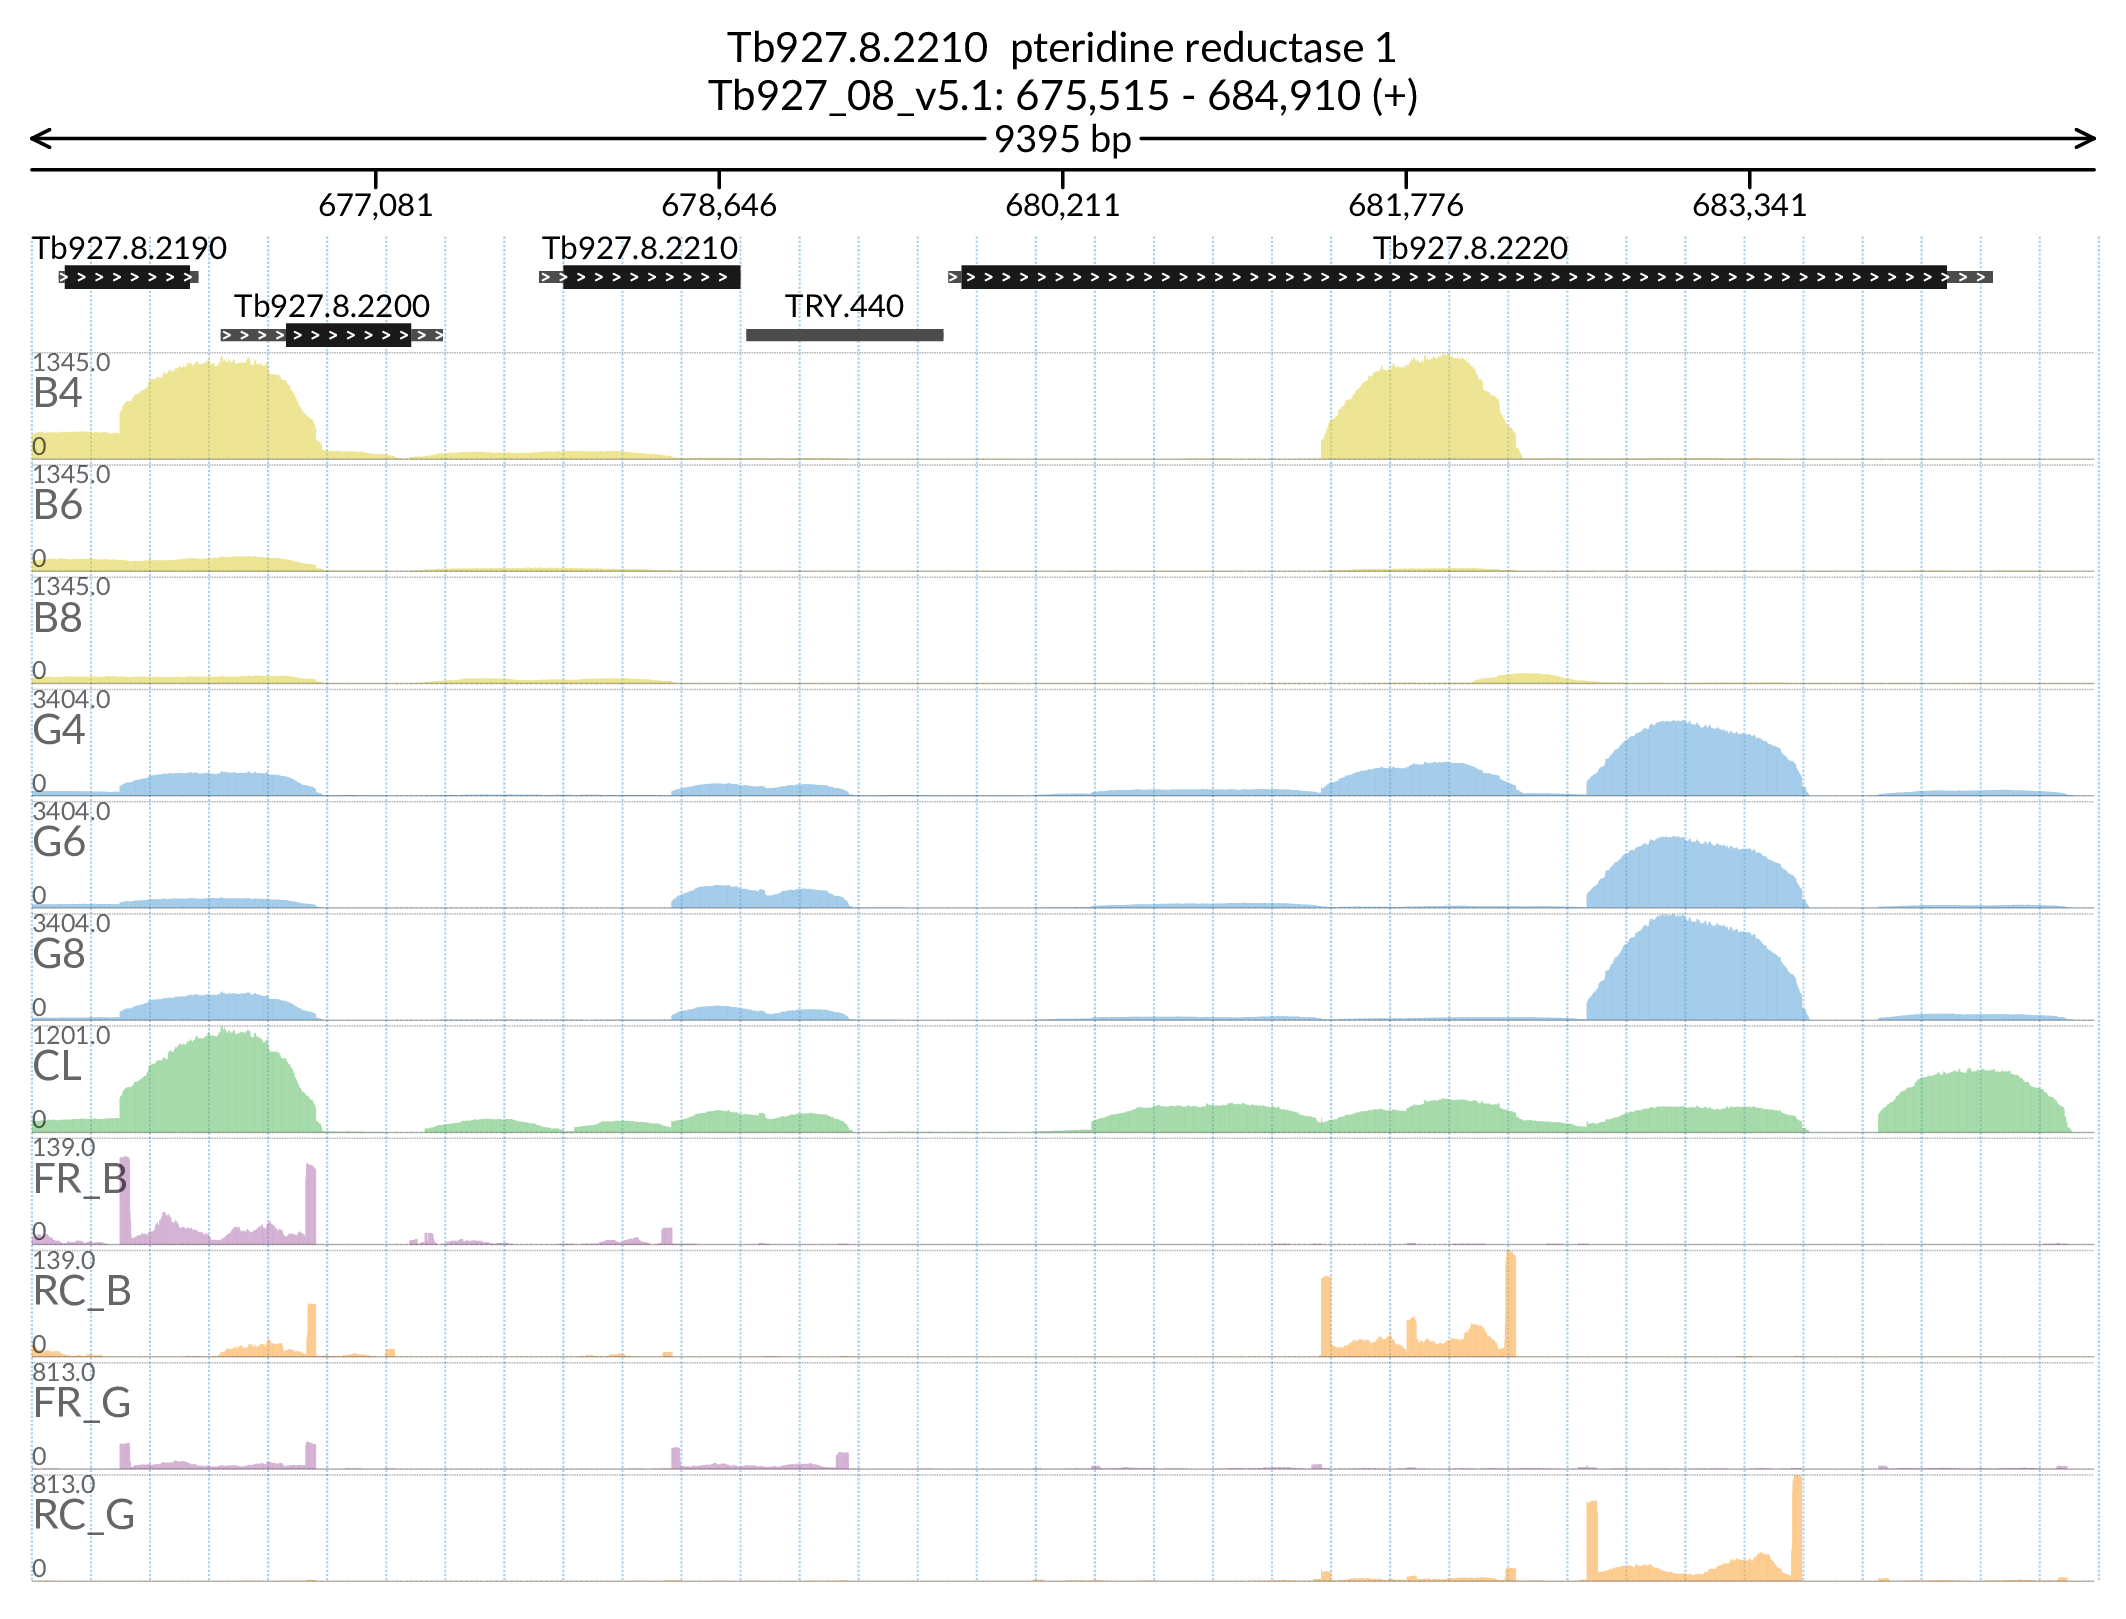 Tb927.8.2210 pteridine reductase 1
Tb927_08_v5.1: 675,515 - 684,910 (+)
9395 bp
677,081 678,646 680,211 681,776 683,341
Tb927.8.2190 Tb927.8.2210 Tb927.8.2220
Tb927.8.2200 TRY.440
1345.0
B4
0
1345.0
B6
0
1345.0
B8
0
3404.0
G4
0
3404.0
G6
0
3404.0
G8
0
1201.0
CL
0
139.0
FR_B
0
139.0
RC_B
0
813.0
FR_G
0
813.0
RC_G
0